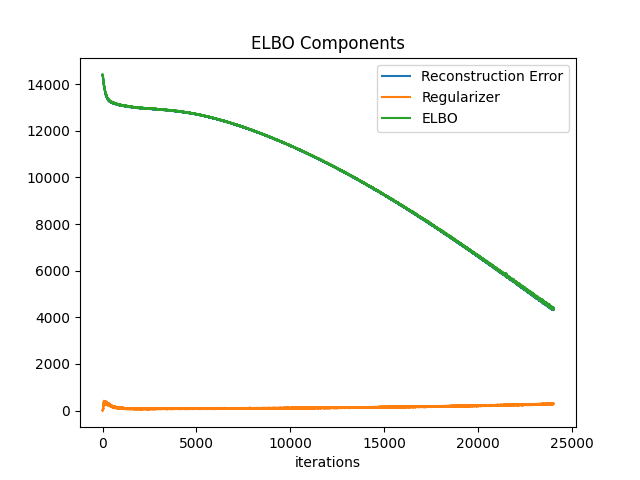 ELBO Components
14000
12000
10000
8000
6000
4000
2000
0
Reconstruction Error
Regularizer
ELBO
0 5000 10000 15000 20000 25000
iterations